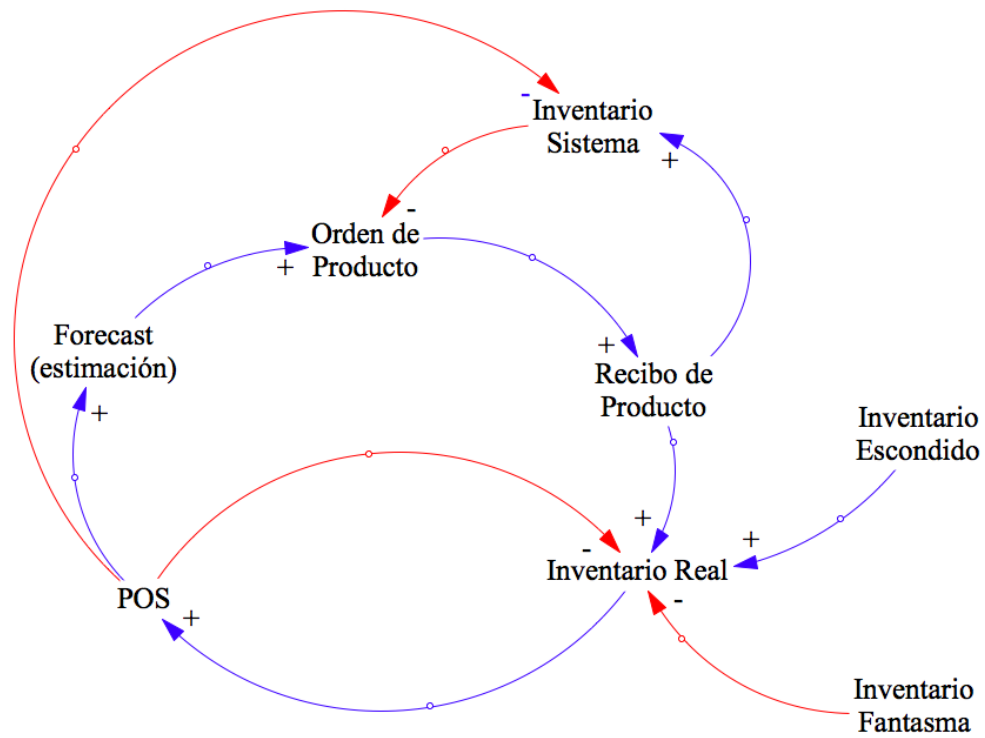 -
Inventario
Sistema
+
-
Orden de
Producto
+
Forecast
(estimación)
+
+
Recibo de
Producto
Inventario
Escondido
+
+
-
Inventario Real
POS
+
-
Inventario
Fantasma